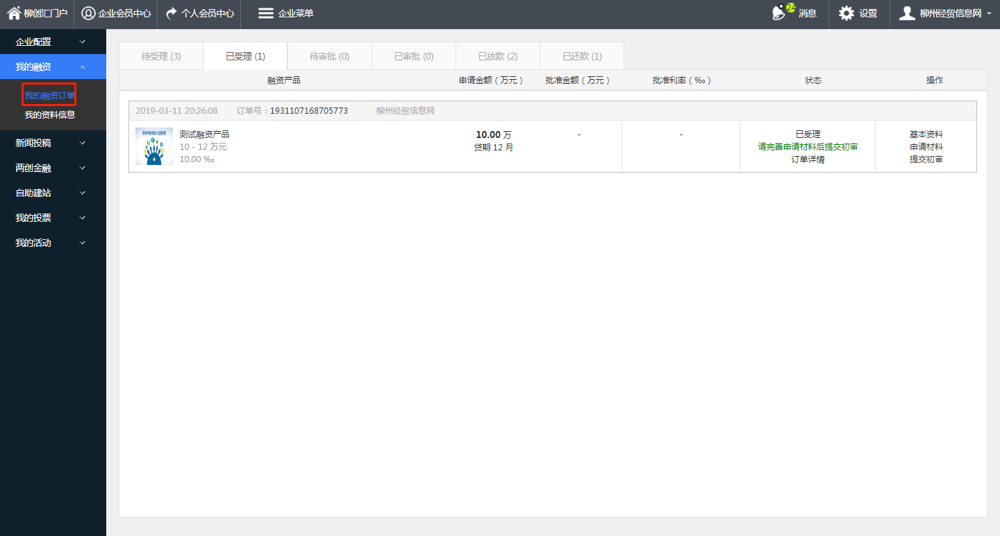 柳创汇门户 企业会员中心 个人会员中心 企业菜单 24 消息 设置 柳州经贸信息网
企业配置
我的融资
我的融资订单
我的资料信息
新闻投稿
两创金融
自助建站
我的投票
我的活动
待受理 (3) 已受理 (1) 待审批 (0) 已审批 (0) 已放款 (2) 已还款 (1)
融资产品 申请金额（万元） 批准金额（万元） 批准利率（‰） 状态 操作
2019-03-11 20:26:08 订单号：1931107168705773 柳州经贸信息网
测试融资产品 10.00 万 - - 已受理 基本资料
10 - 12 万元 贷期 12 月 请完善申请材料后提交初审 申请材料
10.00 ‰ 订单详情 提交初审